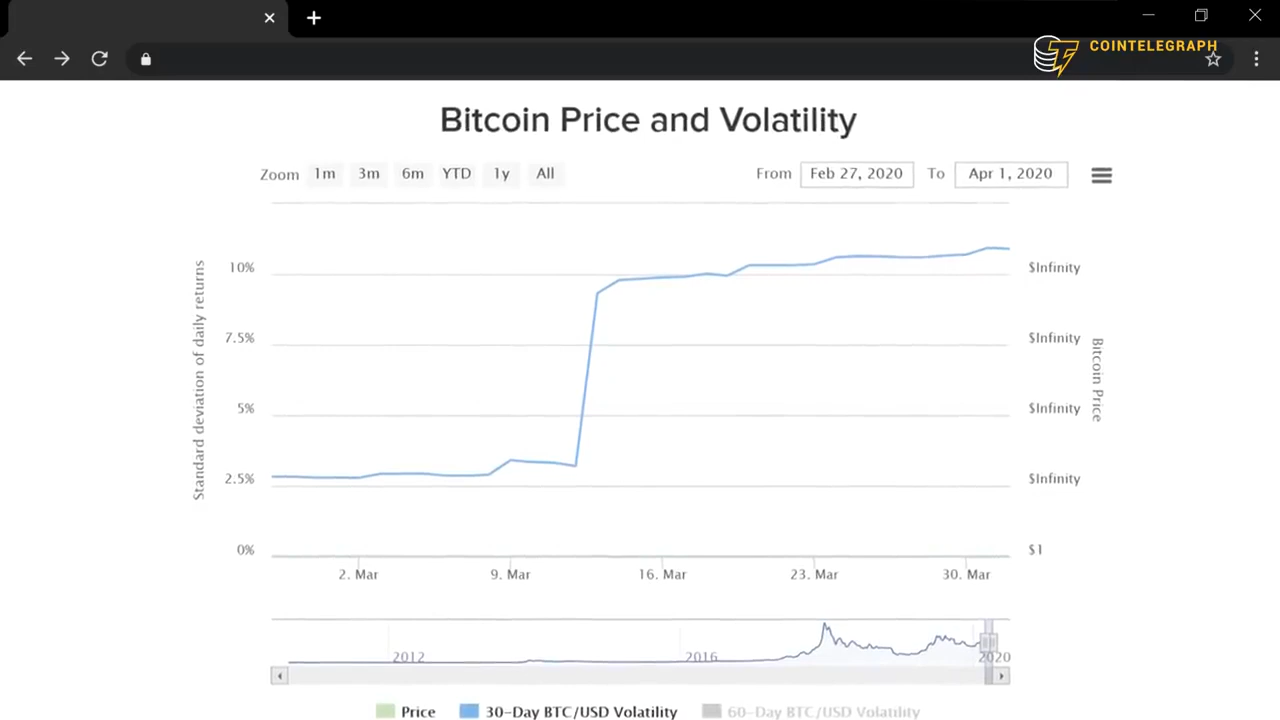 COINTELEGRAPH
Bitcoin Price and Volatility
Zoom 1m 3m 6m YTD 1y All From Feb 27, 2020 To Apr 1, 2020
Standard deviation of daily returns
10%
7.5%
5%
2.5%
0%
$Infinity
$Infinity
$Infinity
$Infinity
$1
Bitcoin Price
2. Mar 9. Mar 16. Mar 23. Mar 30. Mar
2012 2016 2020
Price 30-Day BTC/USD Volatility 60-Day BTC/USD Volatility